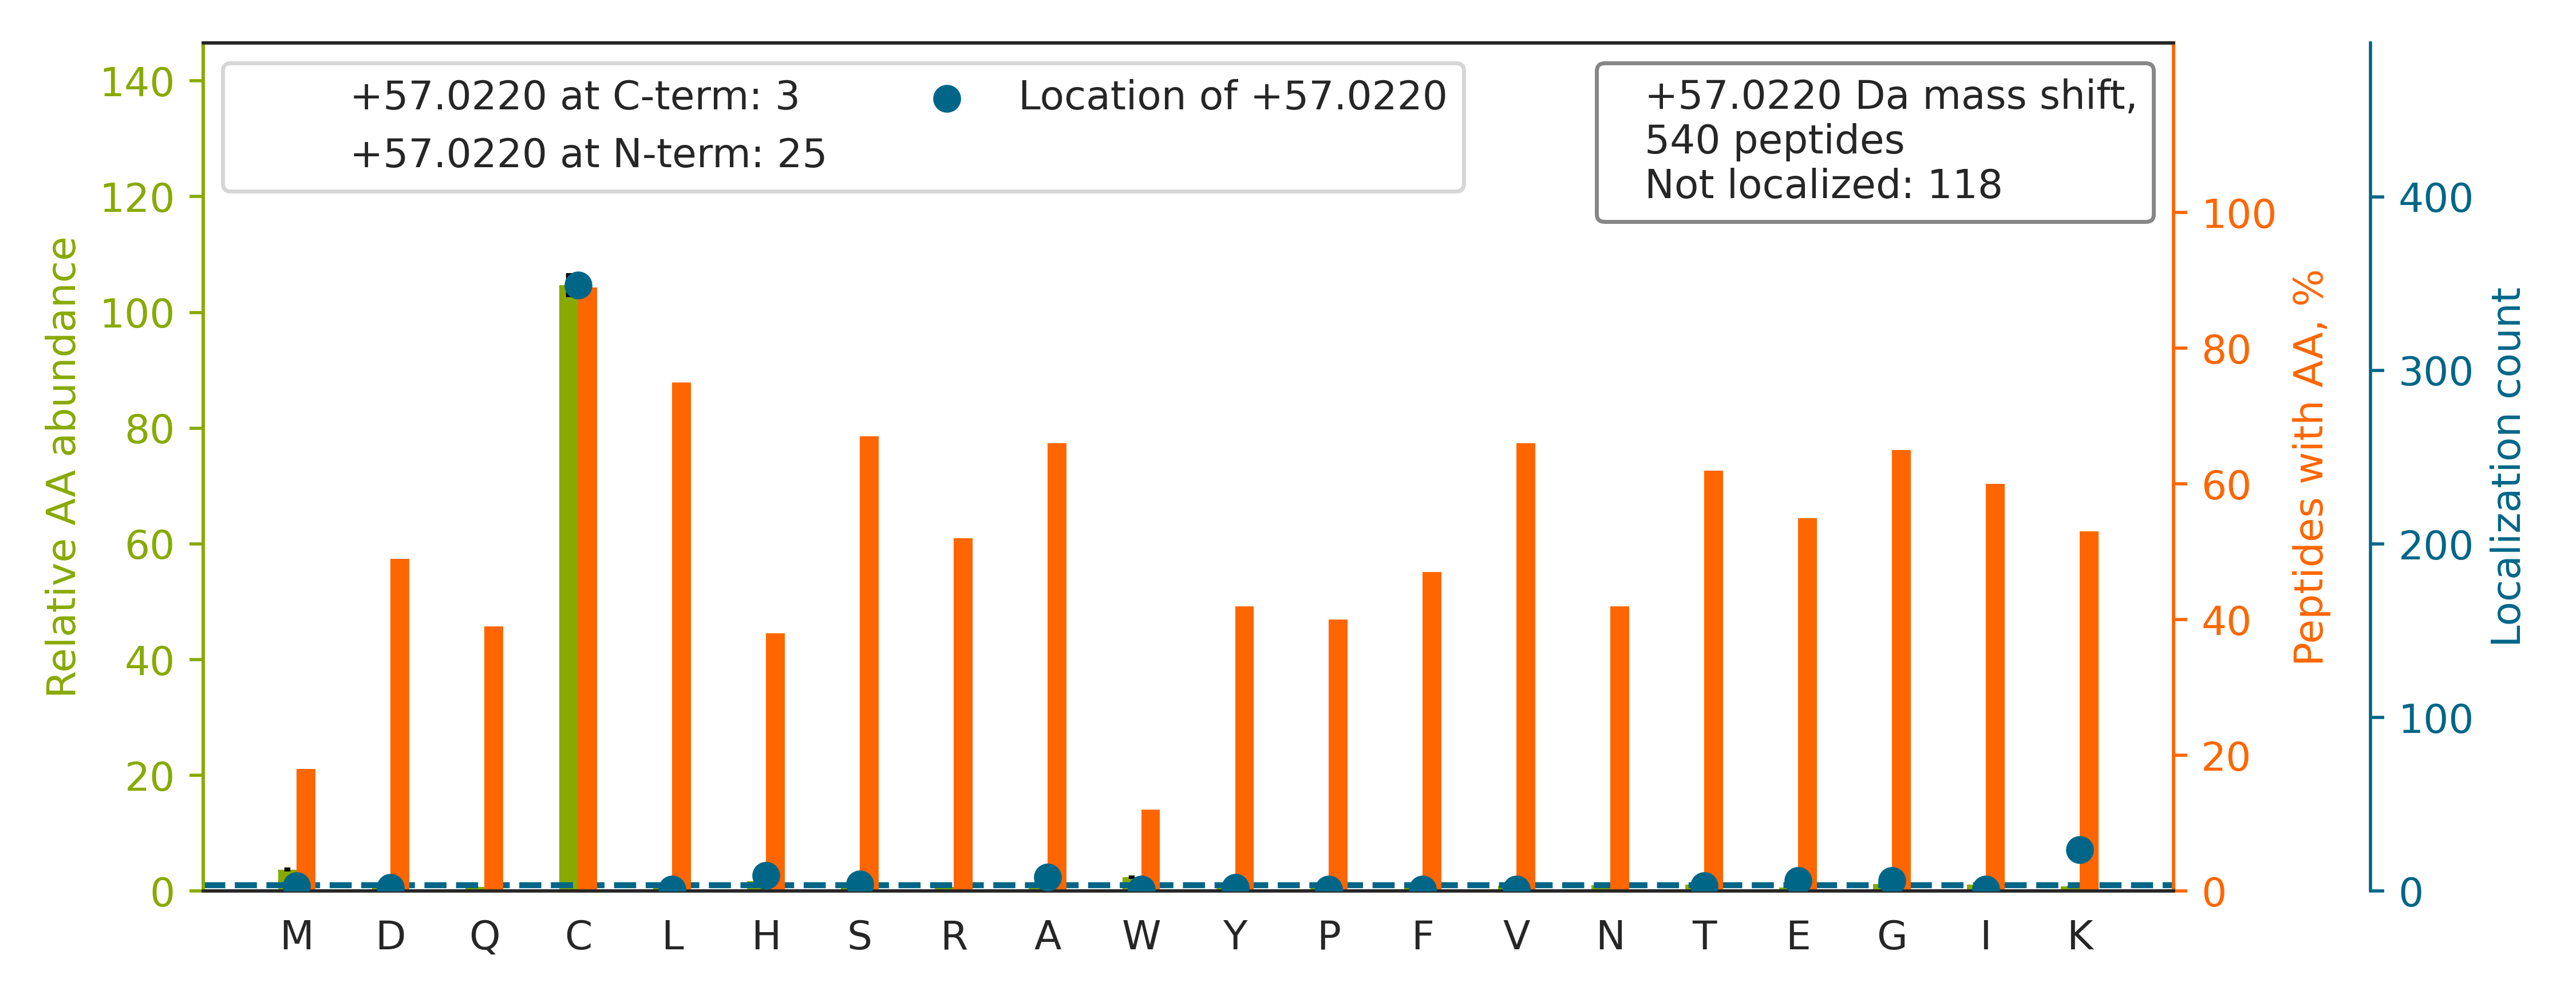 +57.0220 at C-term: 3
+57.0220 at N-term: 25
Location of +57.0220
+57.0220 Da mass shift,
540 peptides
Not localized: 118
Relative AA abundance
140
120
100
80
60
40
20
0
M D Q C L H S R A W Y P F V N T E G I K
100
80
60
40
20
0
Peptides with AA, %
400
300
200
100
0
Localization count